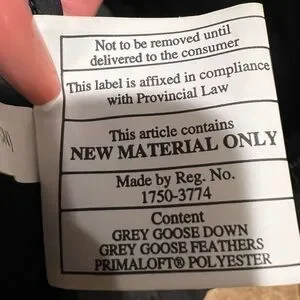 Not to be removed until
delivered to the consumer
This label is affixed in compliance
with Provincial Law
This article contains
NEW MATERIAL ONLY
Made by Reg. No.
1750-3774
Content
GREY GOOSE DOWN
GREY GOOSE FEATHERS
PRIMALOFT® POLYESTER